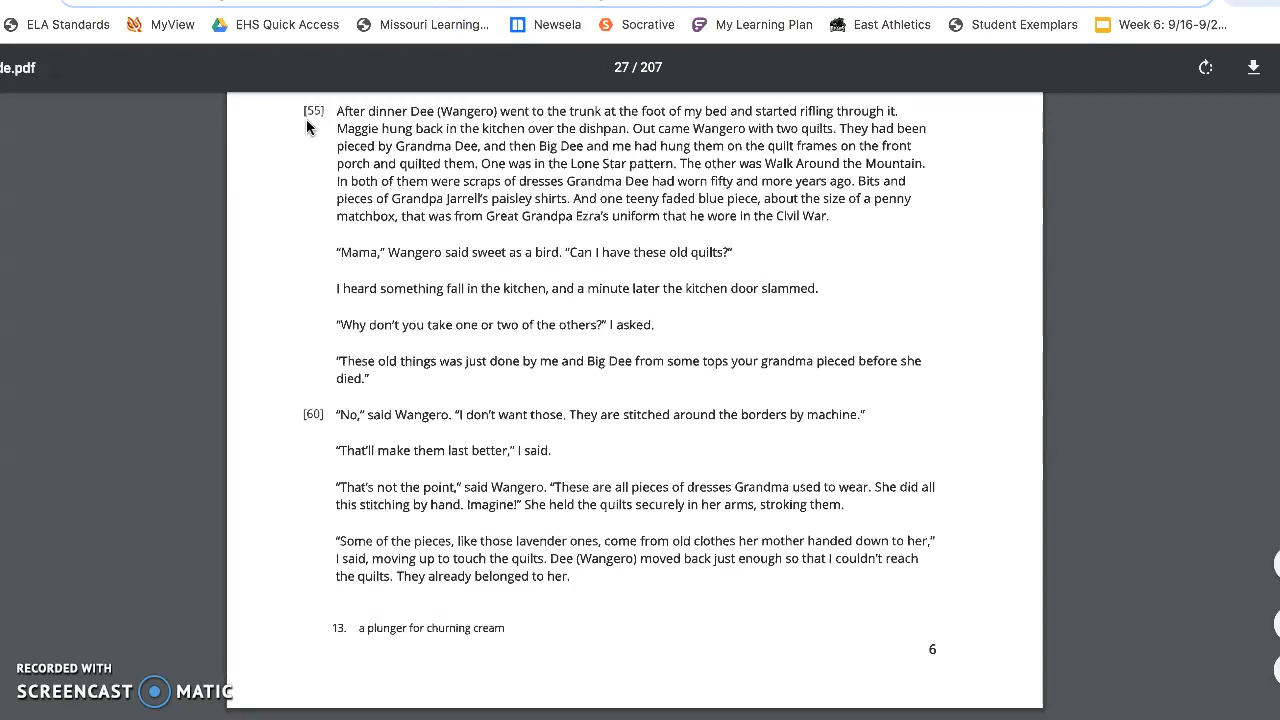 ELA Standards MyView EHS Quick Access Missouri Learning... Newsela Socrative My Learning Plan East Athletics Student Exemplars Week 6: 9/16-9/2...
de.pdf 27 / 207
[55] After dinner Dee (Wangero) went to the trunk at the foot of my bed and started rifling through it.
Maggie hung back in the kitchen over the dishpan. Out came Wangero with two quilts. They had been
pieced by Grandma Dee, and then Big Dee and me had hung them on the quilt frames on the front
porch and quilted them. One was in the Lone Star pattern. The other was Walk Around the Mountain.
In both of them were scraps of dresses Grandma Dee had worn fifty and more years ago. Bits and
pieces of Grandpa Jarrell's paisley shirts. And one teeny faded blue piece, about the size of a penny
matchbox, that was from Great Grandpa Ezra's uniform that he wore in the Civil War.
“Mama,” Wangero said sweet as a bird. “Can I have these old quilts?”
I heard something fall in the kitchen, and a minute later the kitchen door slammed.
“Why don't you take one or two of the others?” I asked.
“These old things was just done by me and Big Dee from some tops your grandma pieced before she
died.”
[60] “No,” said Wangero. “I don't want those. They are stitched around the borders by machine.”
“That'll make them last better,” I said.
“That's not the point,” said Wangero. “These are all pieces of dresses Grandma used to wear. She did all
this stitching by hand. Imagine!” She held the quilts securely in her arms, stroking them.
“Some of the pieces, like those lavender ones, come from old clothes her mother handed down to her,”
I said, moving up to touch the quilts. Dee (Wangero) moved back just enough so that I couldn't reach
the quilts. They already belonged to her.
13. a plunger for churning cream
6
RECORDED WITH
SCREENCAST MATIC